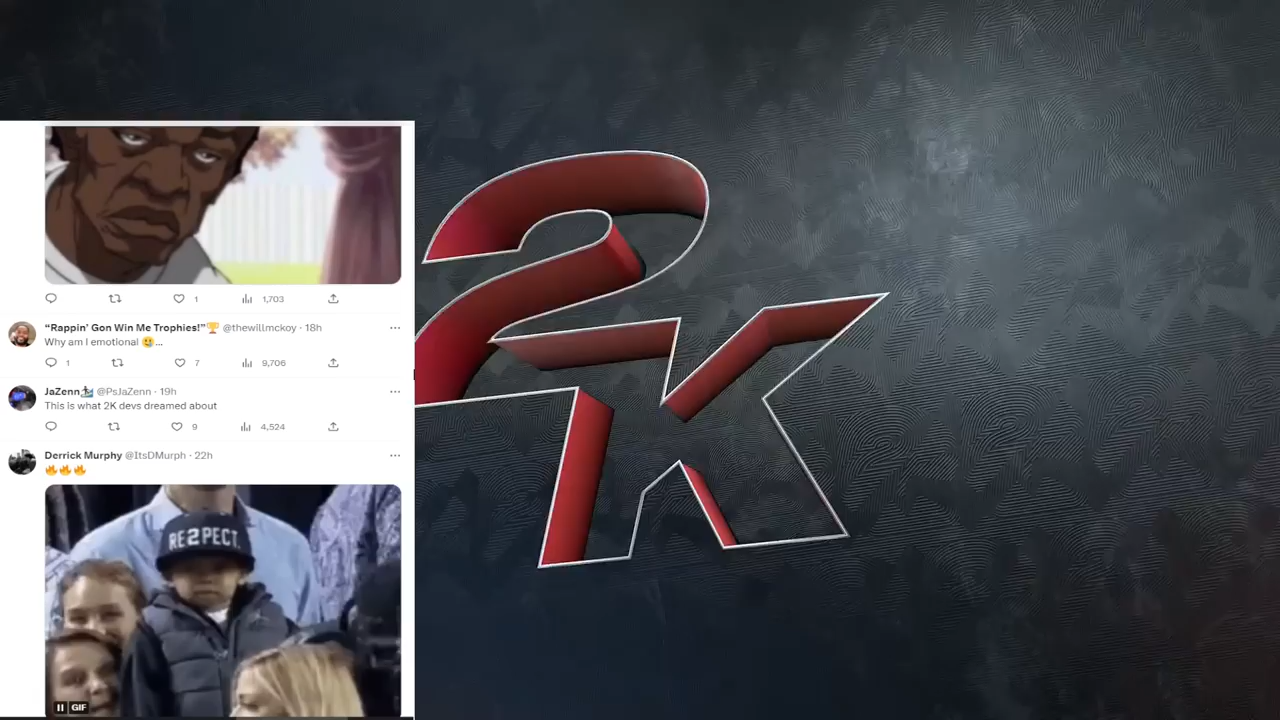 1
1,703
“Rappin’ Gon Win Me Trophies!”🏆 @thewillmckoy · 18h
Why am I emotional 🥲...
1
7
9,706
JaZenn🏄🏽‍♂️ @PsJaZenn · 19h
This is what 2K devs dreamed about
9
4,524
Derrick Murphy @ItsDMurph · 22h
🔥🔥🔥
RE2PECT.
GIF
2K